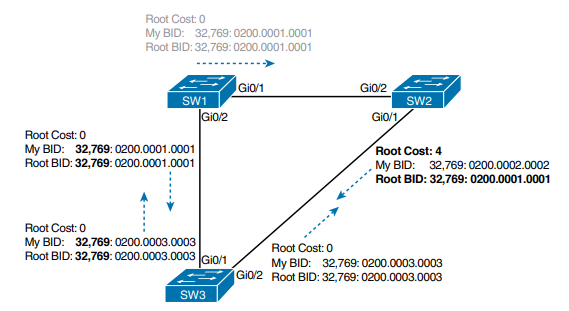 Root Cost: 0
My BID: 32,769: 0200.0001.0001
Root BID: 32,769: 0200.0001.0001
Gi0/1
Gi0/2
SW1
SW2
Gi0/2
Gi0/1
Root Cost: 0
My BID: 32,769: 0200.0001.0001
Root BID: 32,769: 0200.0001.0001
Root Cost: 4
My BID: 32,769: 0200.0002.0002
Root BID: 32,769: 0200.0001.0001
Root Cost: 0
My BID: 32,769: 0200.0003.0003
Root BID: 32,769: 0200.0003.0003
Gi0/1
Gi0/2
Root Cost: 0
My BID: 32,769: 0200.0003.0003
Root BID: 32,769: 0200.0003.0003
SW3